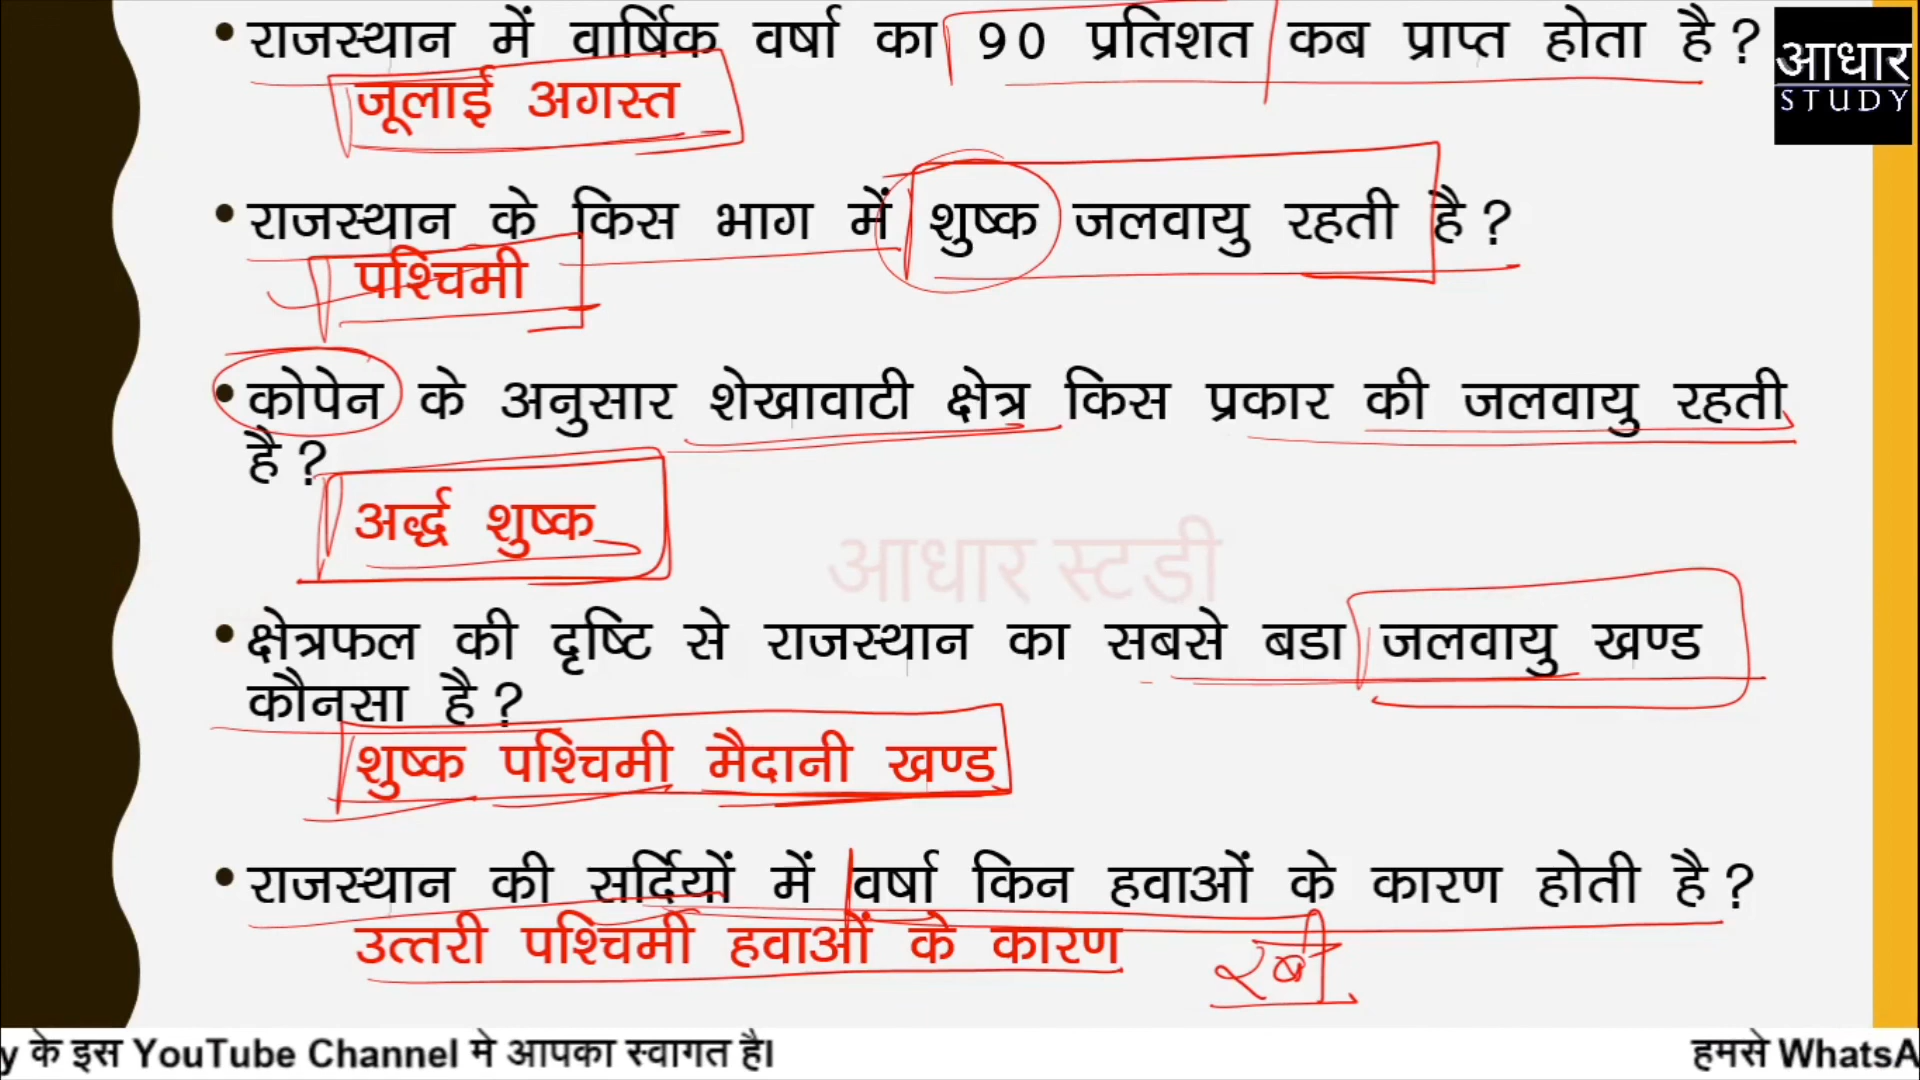 राजस्थान में वार्षिक वर्षा का 90 प्रतिशत कब प्राप्त होता है?
जूलाई अगस्त
आधार
STUDY
राजस्थान के किस भाग में शुष्क जलवायु रहती है?
पश्चिमी
कोपेन के अनुसार शेखावाटी क्षेत्र किस प्रकार की जलवायु रहती
है?
अर्द्ध शुष्क
आधार स्टडी
क्षेत्रफल की दृष्टि से राजस्थान का सबसे बडा जलवायु खण्ड
कौनसा है?
शुष्क पश्चिमी मैदानी खण्ड
राजस्थान की सर्दियों में वर्षा किन हवाओं के कारण होती है?
उत्तरी पश्चिमी हवाओं के कारण
रबी
y के इस YouTube Channel मे आपका स्वागत है।
हमसे WhatsA